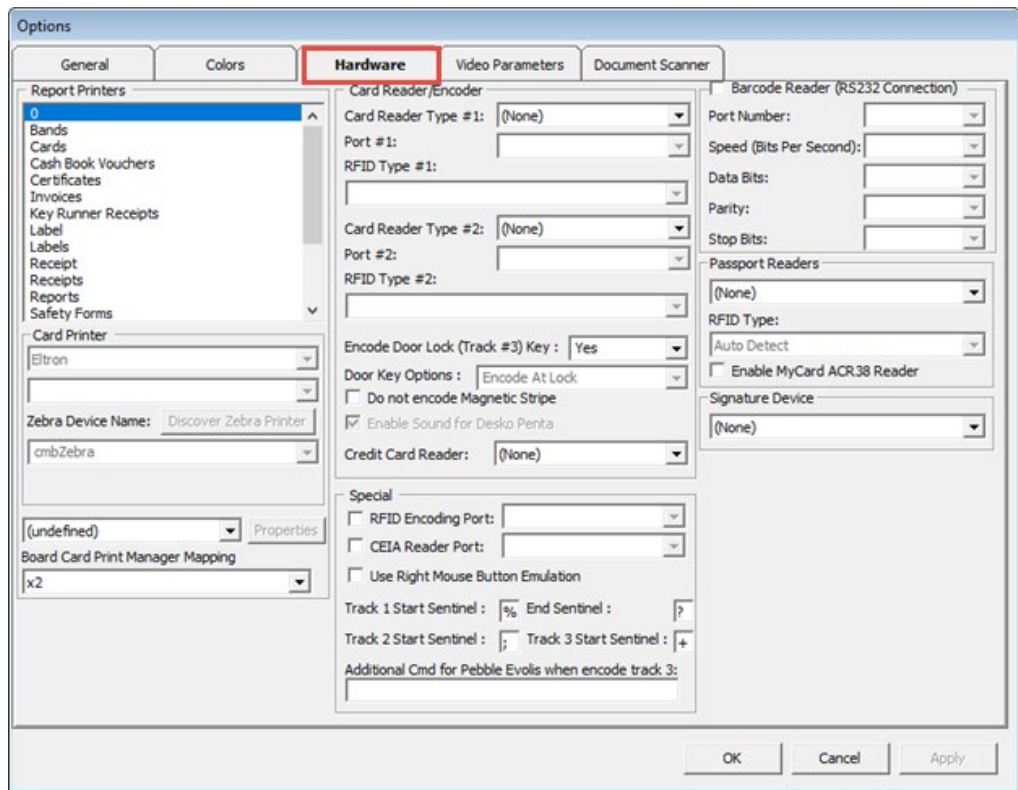 Options
General Colors Hardware Video Parameters Document Scanner
Report Printers
0
Bands
Cards
Cash Book Vouchers
Certificates
Invoices
Key Runner Receipts
Label
Labels
Receipt
Receipts
Reports
Safety Forms
Card Printer
Eltron
Zebra Device Name: Discover Zebra Printer
cmbZebra
(undefined) Properties
Board Card Print Manager Mapping
x2
Card Reader/Encoder
Card Reader Type #1: (None)
Port #1:
RFID Type #1:
Card Reader Type #2: (None)
Port #2:
RFID Type #2:
Encode Door Lock (Track #3) Key : Yes
Door Key Options : Encode At Lock
Do not encode Magnetic Stripe
Enable Sound for Desko Penta
Credit Card Reader: (None)
Special
RFID Encoding Port:
CEIA Reader Port:
Use Right Mouse Button Emulation
Track 1 Start Sentinel : % End Sentinel : ?
Track 2 Start Sentinel : ; Track 3 Start Sentinel : +
Additional Cmd for Pebble Evolis when encode track 3:
Barcode Reader (RS232 Connection)
Port Number:
Speed (Bits Per Second):
Data Bits:
Parity:
Stop Bits:
Passport Readers
(None)
RFID Type:
Auto Detect
Enable MyCard ACR38 Reader
Signature Device
(None)
OK Cancel Apply